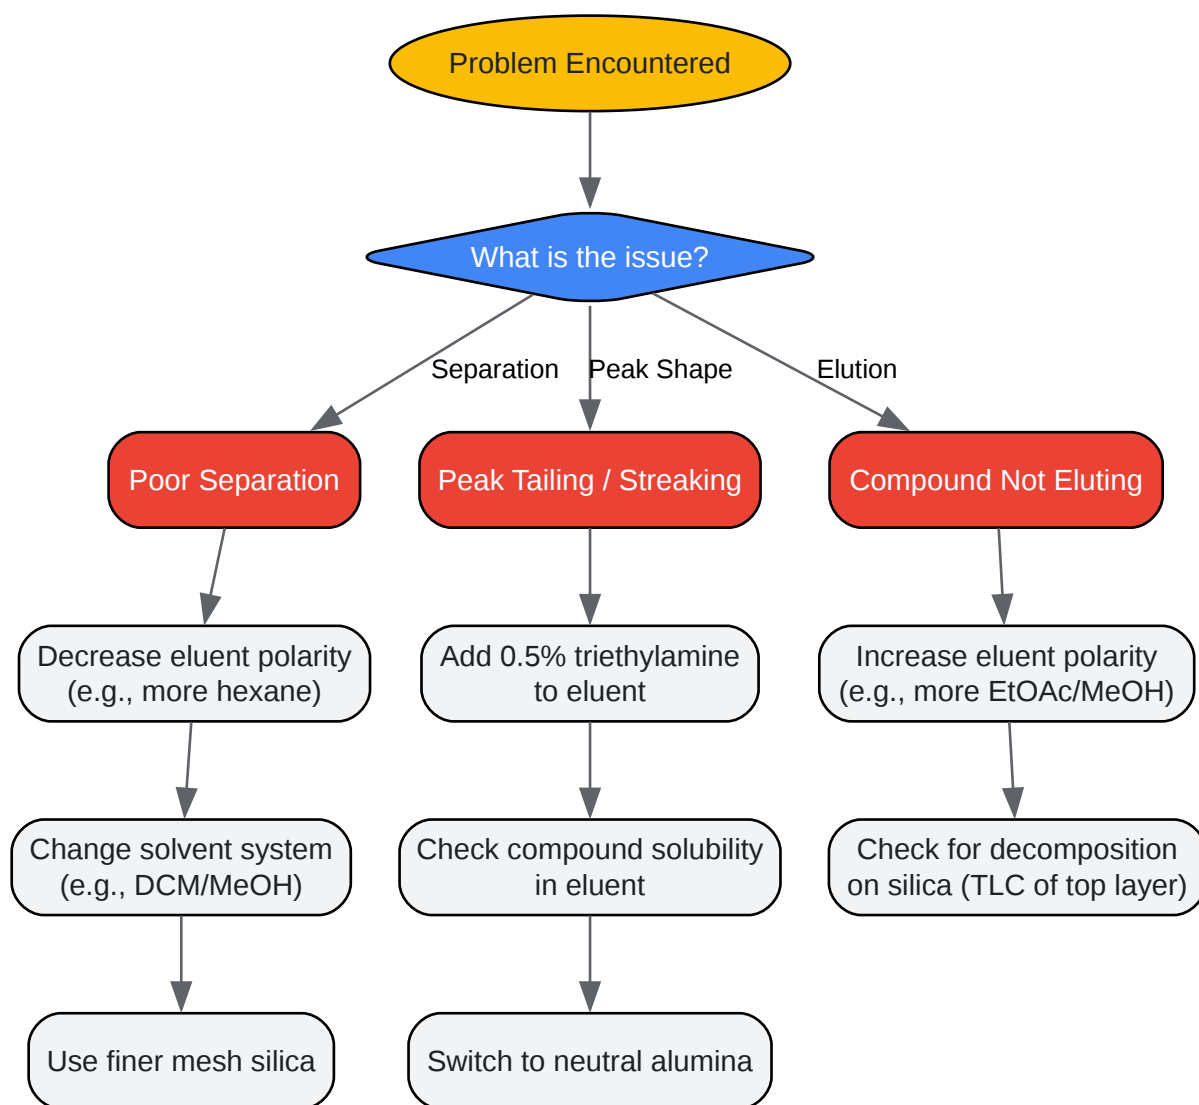 Problem Encountered
What is the issue?
Separation
Peak Shape
Elution
Poor Separation
Peak Tailing / Streaking
Compound Not Eluting
Decrease eluent polarity
(e.g., more hexane)
Add 0.5% triethylamine
to eluent
Increase eluent polarity
(e.g., more EtOAc/MeOH)
Change solvent system
(e.g., DCM/MeOH)
Check compound solubility
in eluent
Check for decomposition
on silica (TLC of top layer)
Use finer mesh silica
Switch to neutral alumina